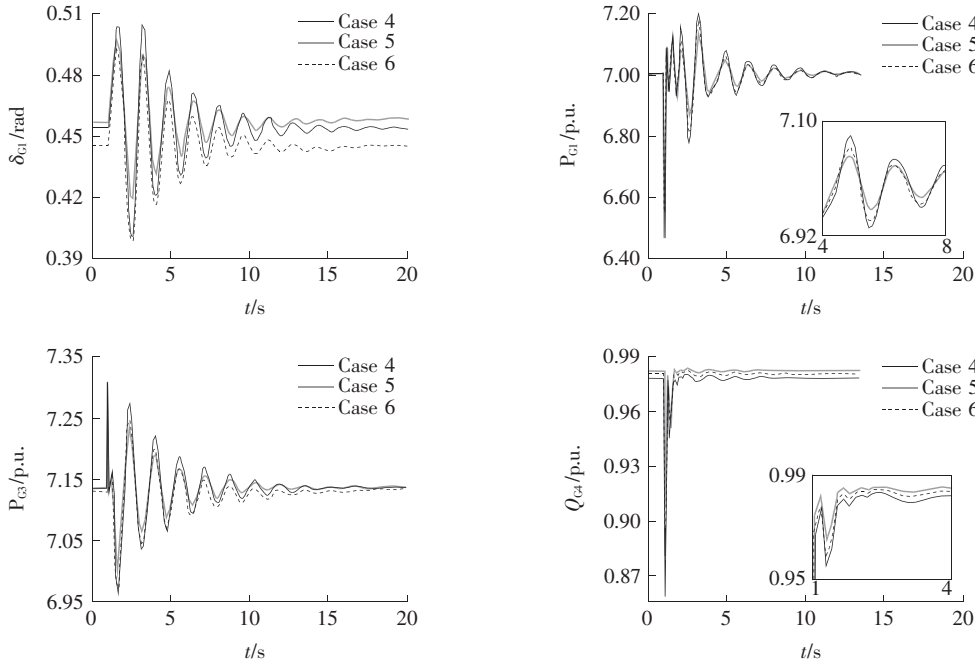 0.51
0.48
0.45
0.42
0.39
δG1/rad
Case 4
Case 5
Case 6
0 0 5 10 15 20
t/s
7.20
7.00
6.80
6.60
6.40
PG1/p.u.
Case 4
Case 5
Case 6
7.10
6.92
4 8
0 0 5 10 15 20
t/s
7.35
7.25
7.15
7.05
6.95
PG3/p.u.
Case 4
Case 5
Case 6
0 0 5 10 15 20
t/s
0.99
0.96
0.93
0.90
0.87
QG4/p.u.
Case 4
Case 5
Case 6
0.99
0.95
1 4
0 0 5 10 15 20
t/s